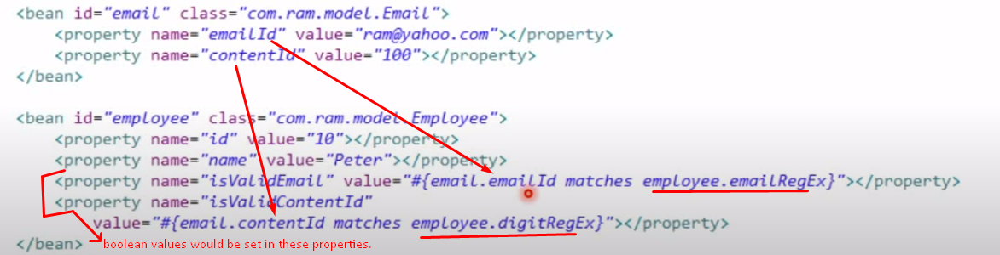 <bean id="email" class="com.ram.model.Email">
<property name="emailId" value="ram@yahoo.com"></property>
<property name="contentId" value="100"></property>
</bean>
<bean id="employee" class="com.ram.model.Employee">
<property name="id" value="10"></property>
<property name="name" value="Peter"></property>
<property name="isValidEmail" value="#{email.emailId matches employee.emailRegEx}"></property>
<property name="isValidContentId"
value="#{email.contentId matches employee.digitRegEx}"></property>
</bean>
boolean values would be set in these properties.